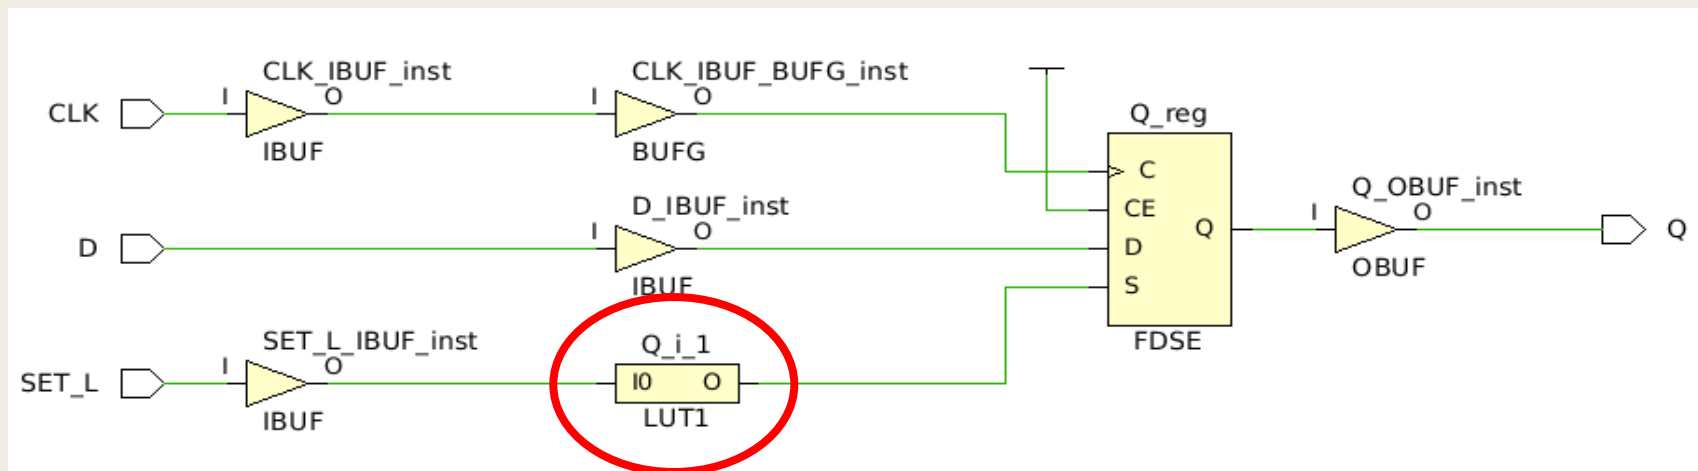 CLK_IBUF_inst
CLK_IBUF_BUFG_inst
I O
I O
CLK
IBUF
BUFG
Q_reg
C
D_IBUF_inst
I O
D
IBUF
CE
D
S
Q
FDSE
Q_OBUF_inst
I O
Q
OBUF
SET_L_IBUF_inst
I O
SET_L
IBUF
Q_i_1
I0 O
LUT1